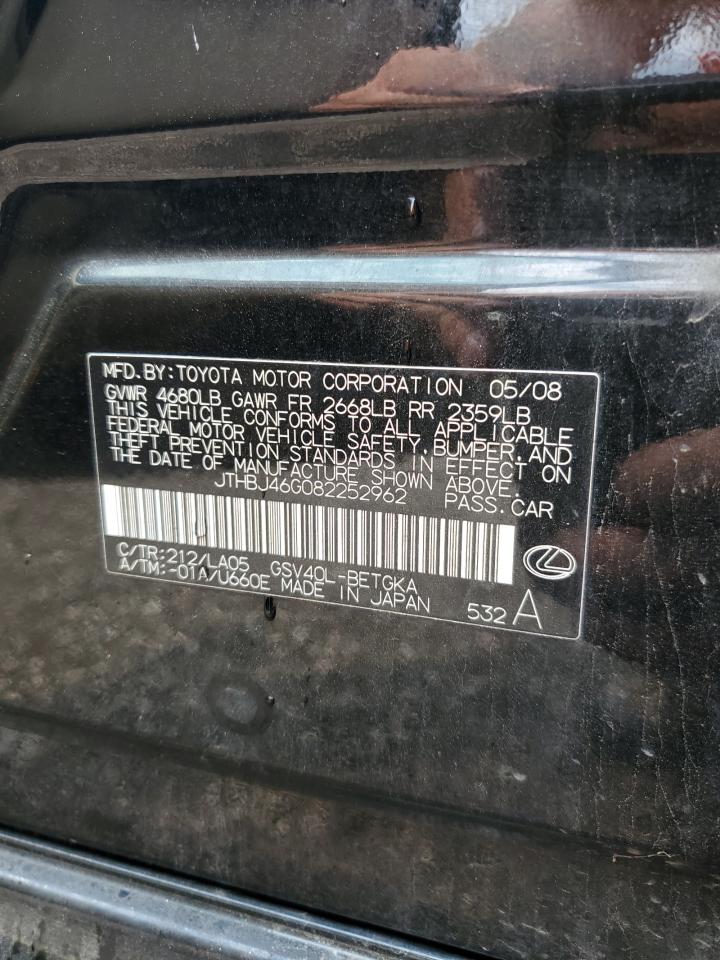 MFD.BY:TOYOTA MOTOR CORPORATION 05/08
GVWR 4680LB GAWR FR 2668LB RR 2359LB
THIS VEHICLE CONFORMS TO ALL APPLICABLE
FEDERAL MOTOR VEHICLE SAFETY,BUMPER,AND
THEFT PREVENTION STANDARDS IN EFFECT ON
THE DATE OF MANUFACTURE SHOWN ABOVE.
JTHBJ46G082252962 PASS.CAR
C/TR:212/LA05 GSV40L-BETGKA
A/TM:-01A/U660E MADE IN JAPAN 532 A